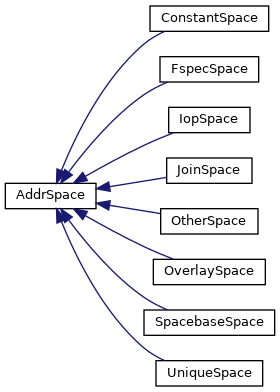 ConstantSpace
FspecSpace
IopSpace
JoinSpace
AddrSpace
OtherSpace
OverlaySpace
SpacebaseSpace
UniqueSpace